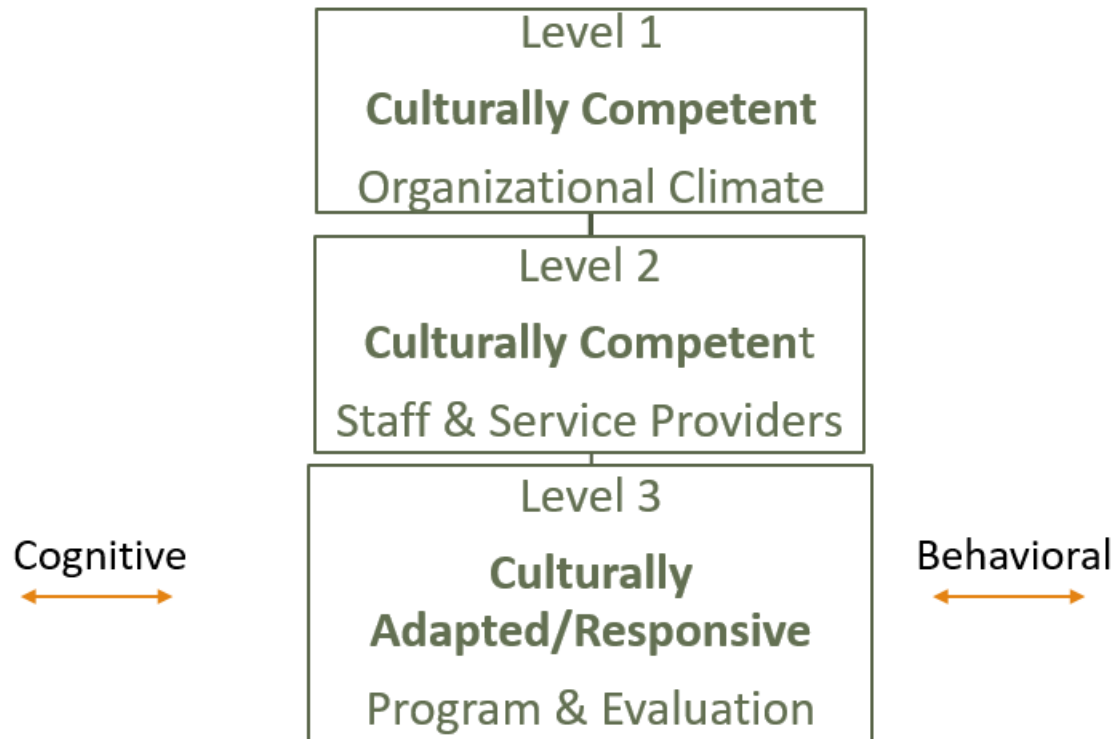 Level 1
Culturally Competent
Organizational Climate
Level 2
Culturally Competent
Staff & Service Providers
Level 3
Cognitive
Behavioral
Culturally
Adapted/Responsive
Program & Evaluation